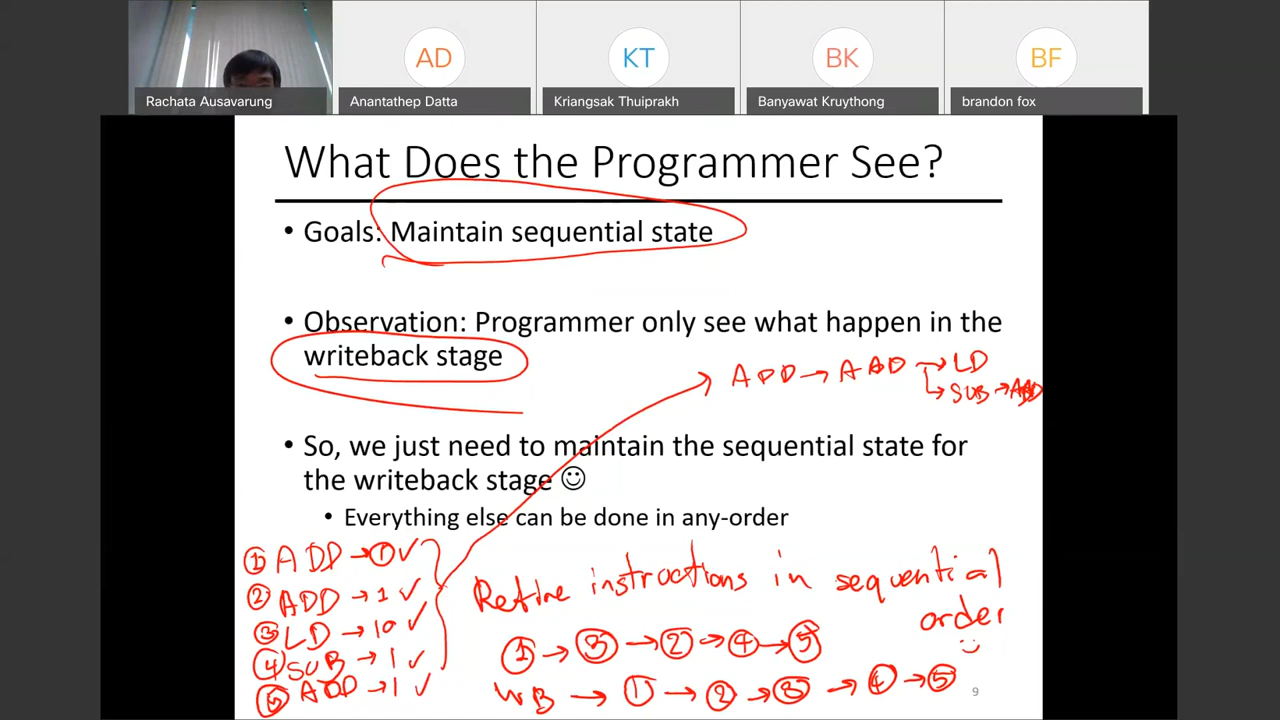 AD
KT
BK
BF
Rachata Ausavarung
Anantathep Datta
Kriangsak Thuiprakh
Banyawat Kruythong
brandon fox
What Does the Programmer See?
• Goals: Maintain sequential state
• Observation: Programmer only see what happen in the
writeback stage
ADD → ADD → LD
↳ SUB → ADD
• So, we just need to maintain the sequential state for
the writeback stage ☺
• Everything else can be done in any-order
① ADD → ① ✓
② ADD → 1 ✓
③ LD → 10 ✓
④ SUB → 1 ✓
⑤ ADD → 1 ✓
Retire instructions in sequential
order
① → ③ → ② → ④ → ⑤
WB → ① → ② → ③ → ④ → ⑤
9